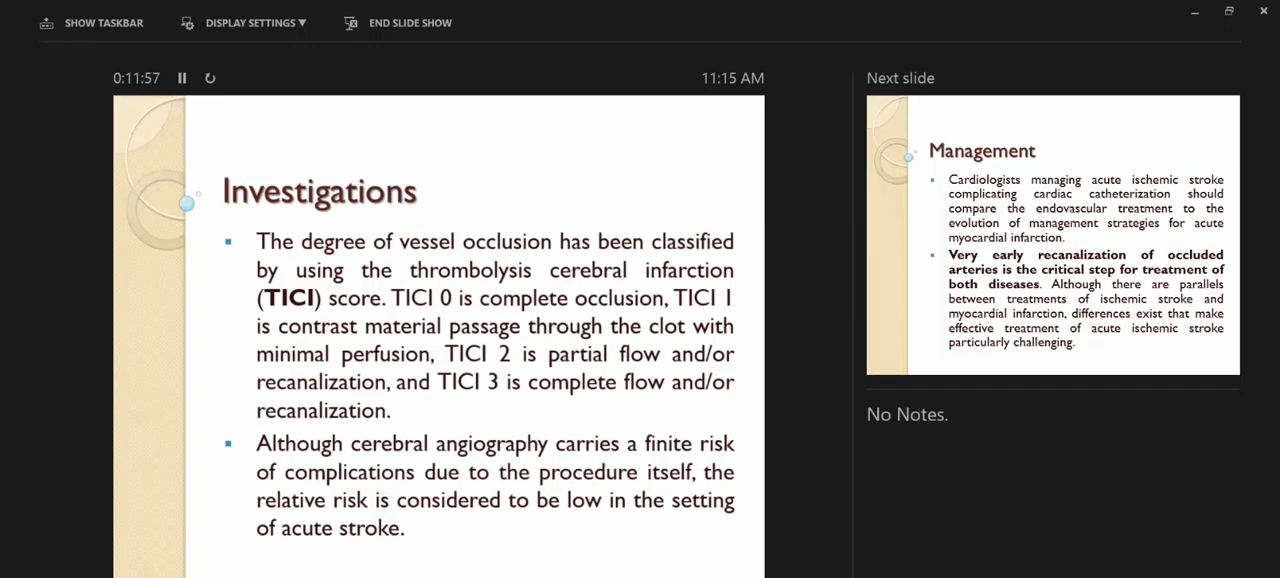 SHOW TASKBAR
DISPLAY SETTINGS ▼
END SLIDE SHOW
0:11:57
11:15 AM
Investigations
The degree of vessel occlusion has been classified
by using the thrombolysis cerebral infarction
(TICI) score. TICI 0 is complete occlusion, TICI 1
is contrast material passage through the clot with
minimal perfusion, TICI 2 is partial flow and/or
recanalization, and TICI 3 is complete flow and/or
recanalization.
Although cerebral angiography carries a finite risk
of complications due to the procedure itself, the
relative risk is considered to be low in the setting
of acute stroke.
Next slide
Management
Cardiologists managing acute ischemic stroke
complicating cardiac catheterization should
compare the endovascular treatment to the
evolution of management strategies for acute
myocardial infarction.
Very early recanalization of occluded
arteries is the critical step for treatment of
both diseases. Although there are parallels
between treatments of ischemic stroke and
myocardial infarction, differences exist that make
effective treatment of acute ischemic stroke
particularly challenging.
No Notes.